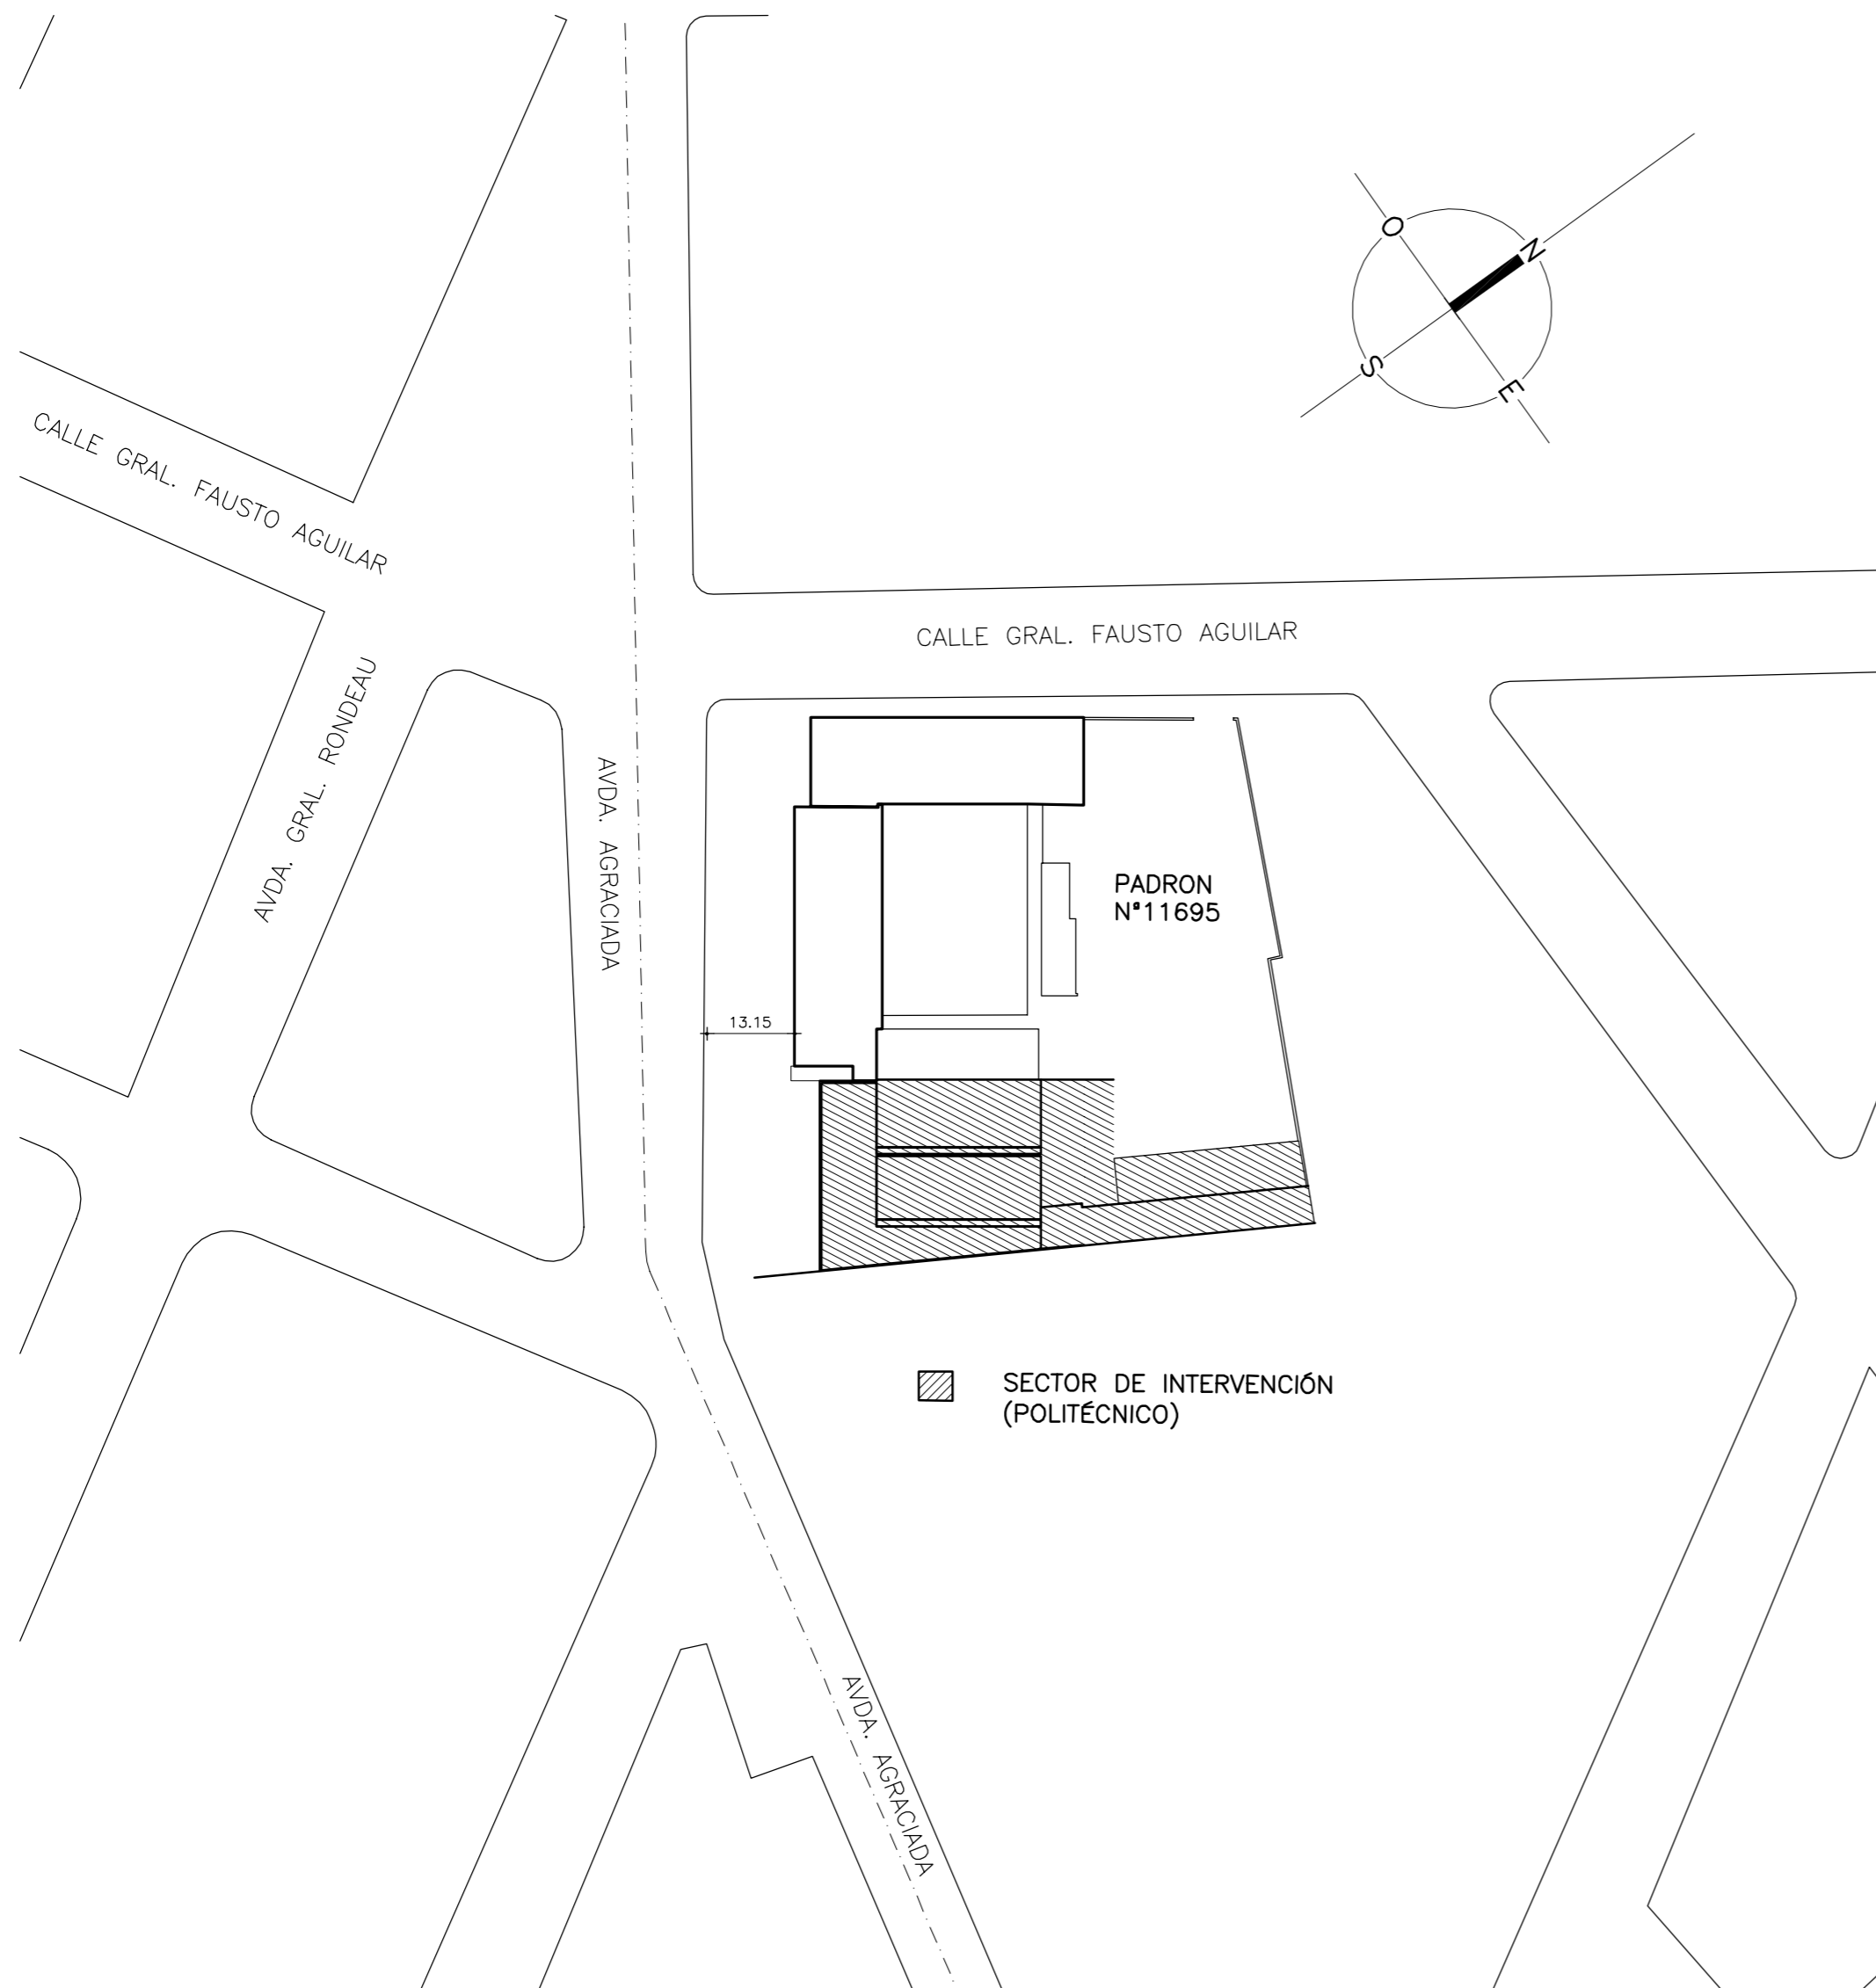 O
N
S
E
CALLE GRAL. FAUSTO AGUILAR
CALLE GRAL. FAUSTO AGUILAR
AVDA. GRAL. RONDEAU
AVDA. AGRACIADA
PADRON
Nº11695
13.15
SECTOR DE INTERVENCIÓN
(POLITÉCNICO)
AVDA. AGRACIADA